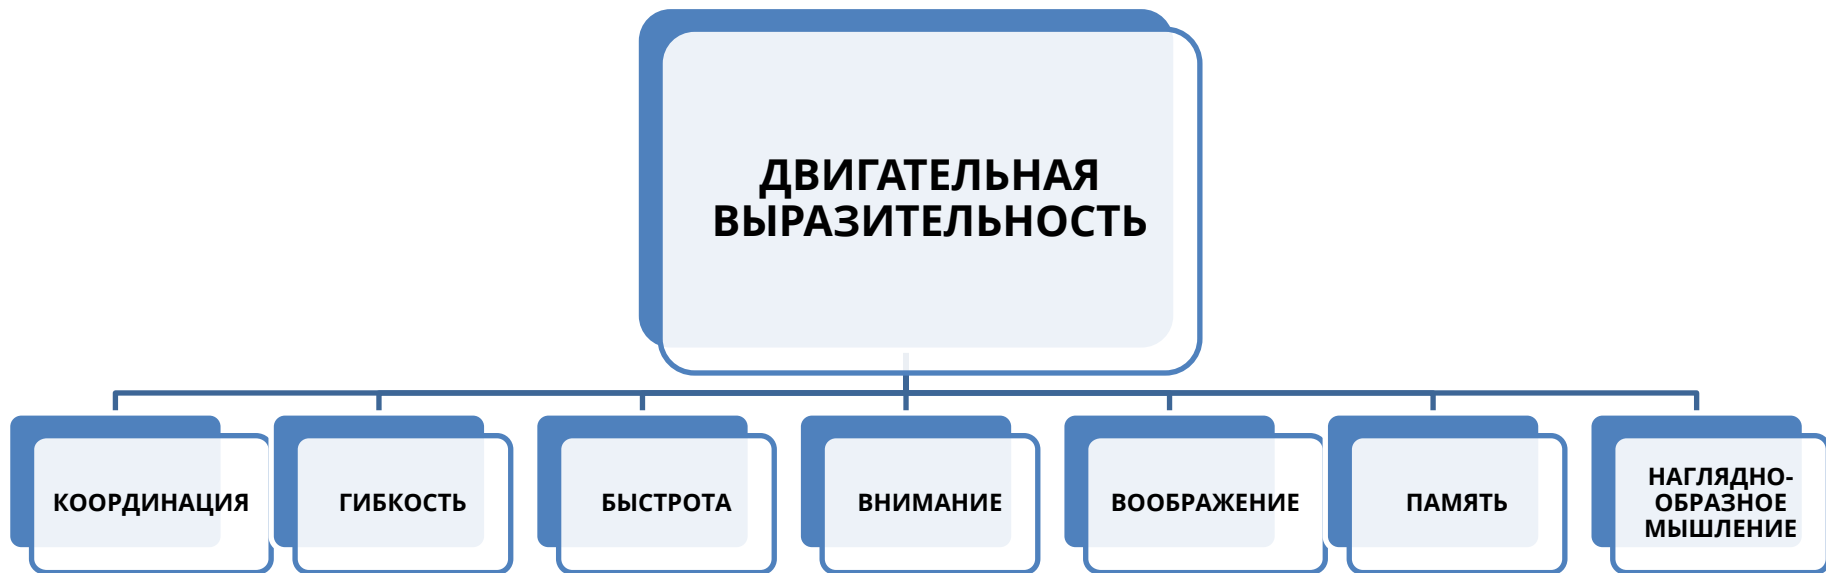 ДВИГАТЕЛЬНАЯ
ВЫРАЗИТЕЛЬНОСТЬ
КООРДИНАЦИЯ
ГИБКОСТЬ
БЫСТРОТА
ВНИМАНИЕ
ВООБРАЖЕНИЕ
ПАМЯТЬ
НАГЛЯДНО-
ОБРАЗНОЕ
МЫШЛЕНИЕ